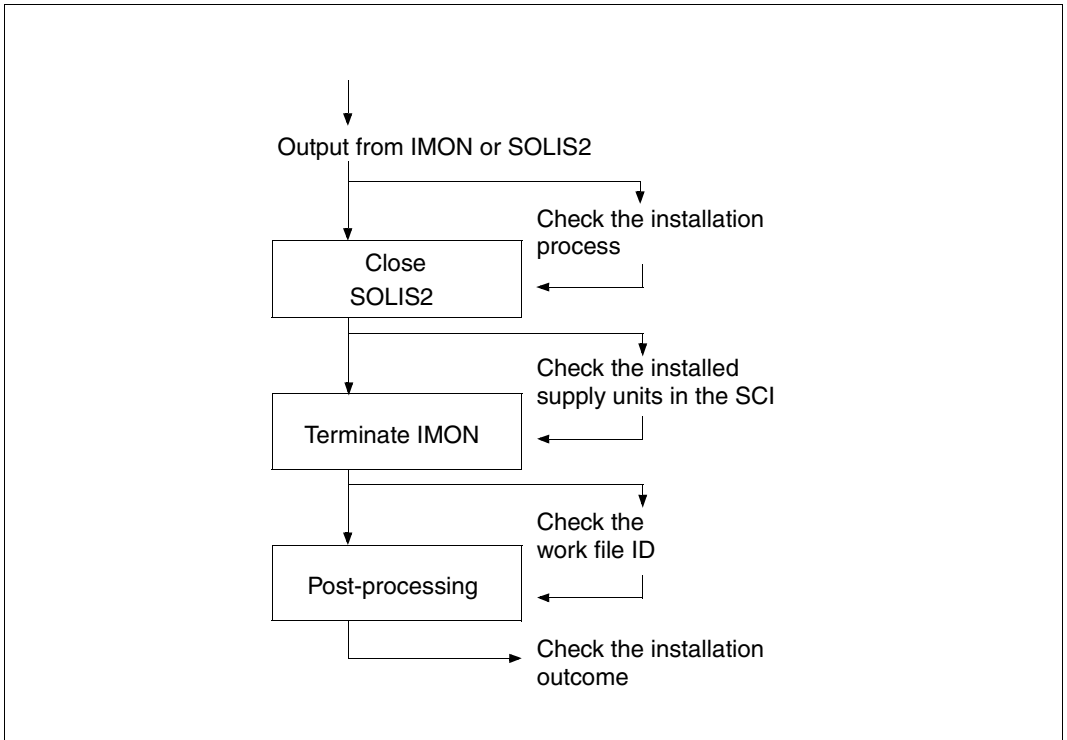 Output from IMON or SOLIS2
Check the installation
process
Close
SOLIS2
Check the installed
supply units in the SCI
Terminate IMON
Check the
work file ID
Post-processing
Check the installation
outcome